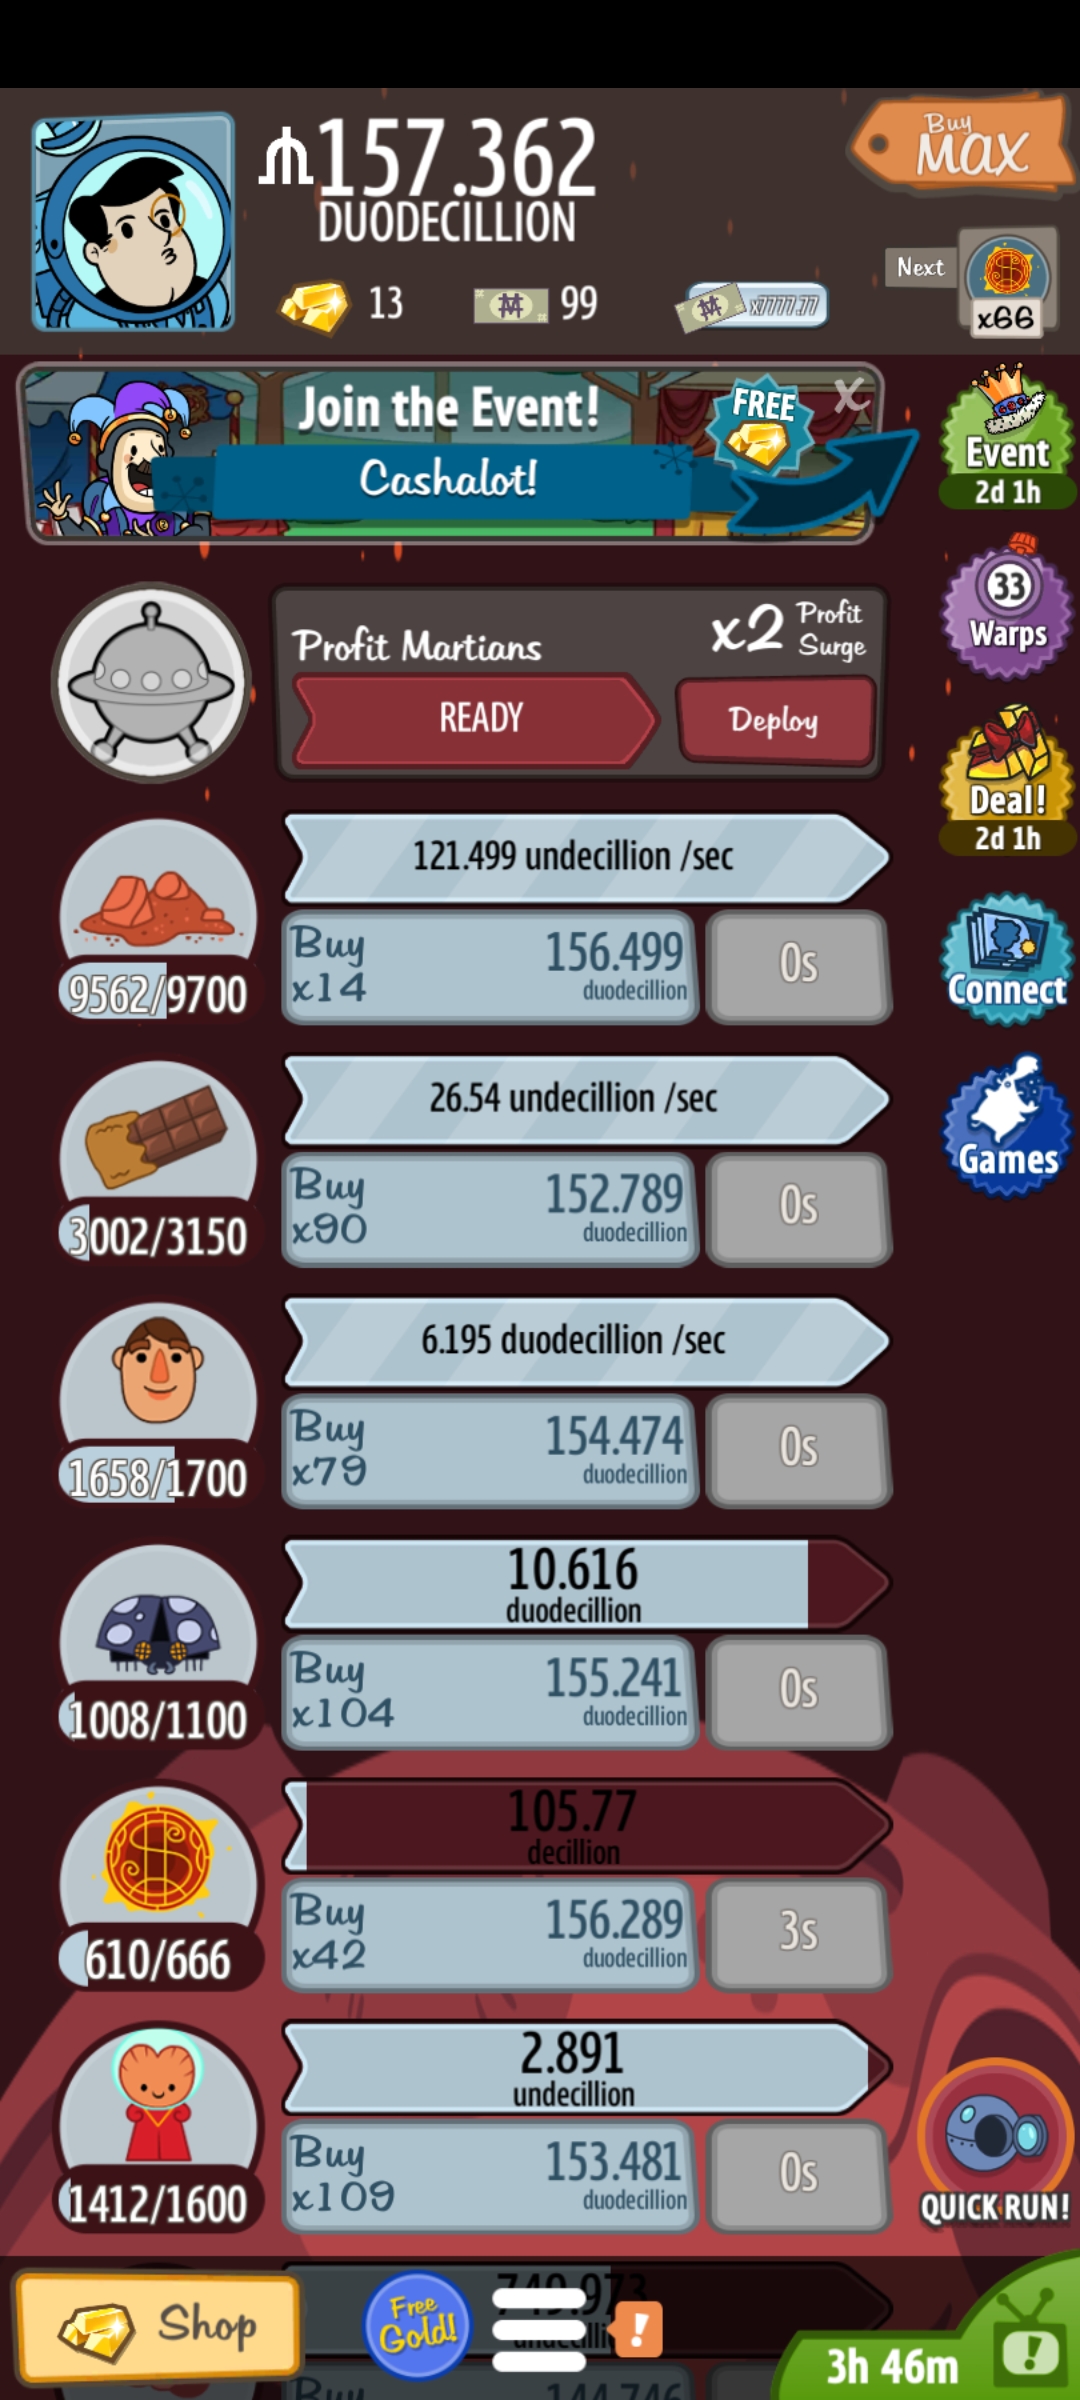 157.362
DUODECILLION
Buy
MAX
13
99
x7777.77
Next
x66
Join the Event!
FREE
X
Cashalot!
Event
2d 1h
Profit Martians
x2 Profit
Surge
READY
Deploy
33
Warps
Deal!
2d 1h
121.499 undecillion /sec
9562/9700
Buy
x14
156.499
duodecillion
0s
Connect
26.54 undecillion /sec
3002/3150
Buy
x90
152.789
duodecillion
0s
Games
6.195 duodecillion /sec
1658/1700
Buy
x79
154.474
duodecillion
0s
10.616
duodecillion
1008/1100
Buy
x104
155.241
duodecillion
0s
105.77
decillion
610/666
Buy
x42
156.289
duodecillion
3s
2.891
undecillion
1412/1600
Buy
x109
153.481
duodecillion
0s
QUICK RUN!
749.973
Shop
Free
Gold!
!
3h 46m
!
Buy
144.746